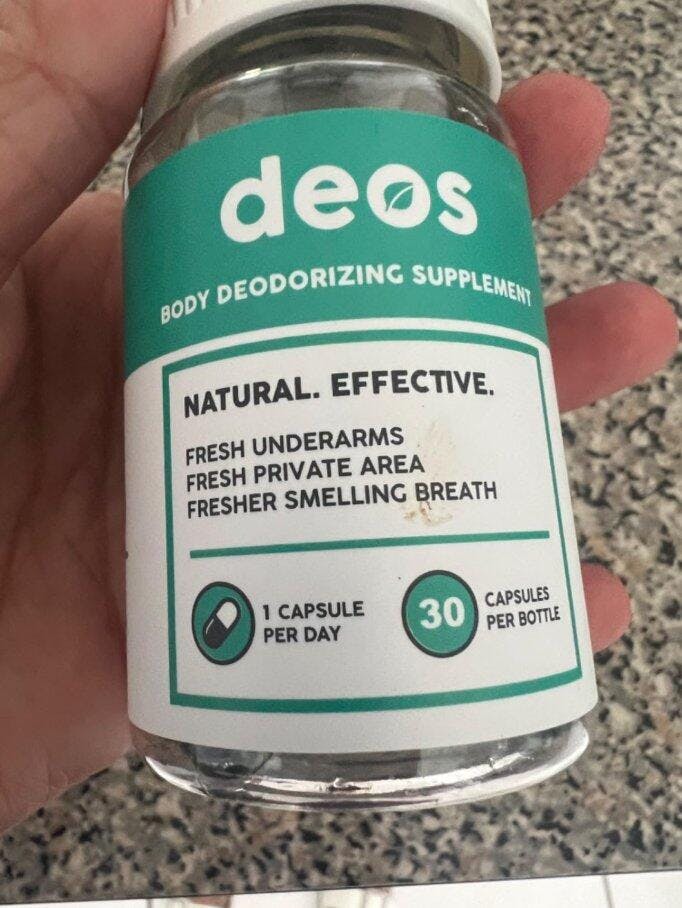 deos
BODY DEODORIZING SUPPLEMENT
NATURAL. EFFECTIVE.
FRESH UNDERARMS
FRESH PRIVATE AREA
FRESHER SMELLING BREATH
1 CAPSULE
PER DAY
30
CAPSULES
PER BOTTLE